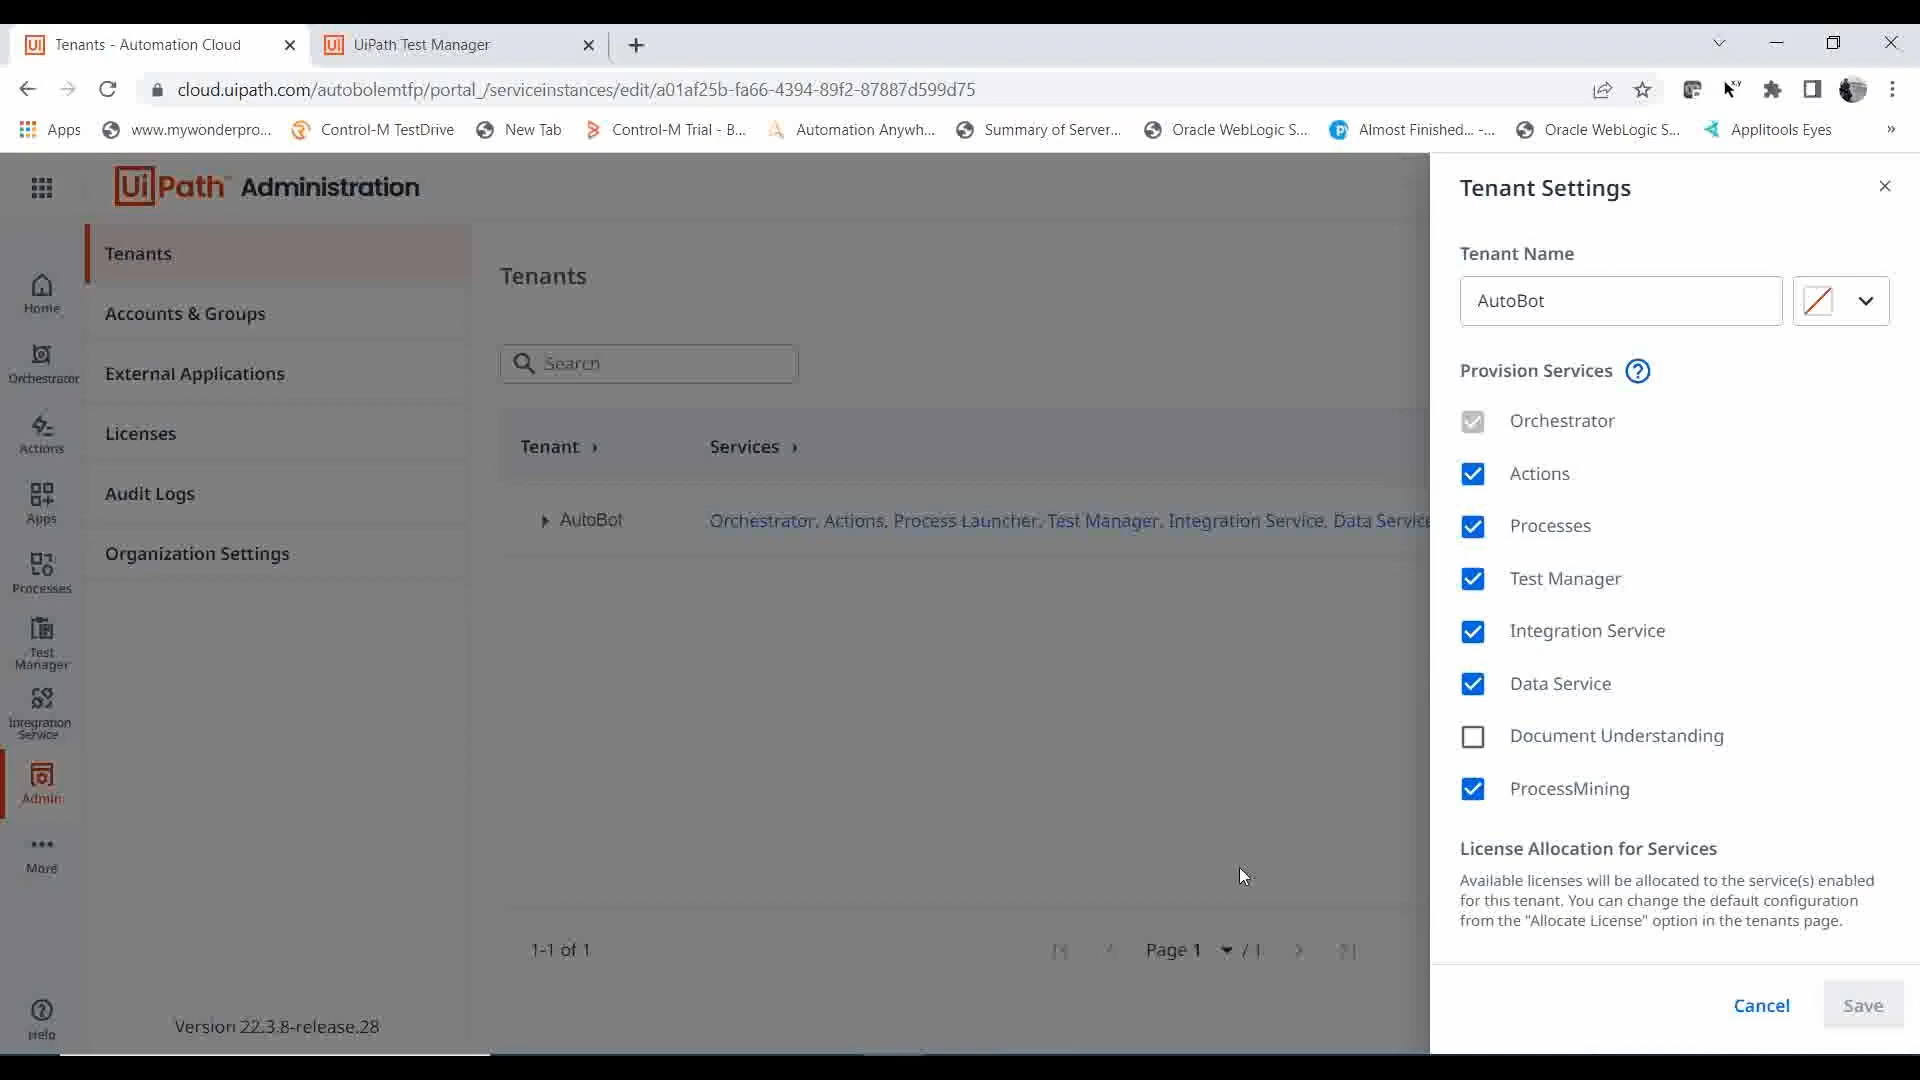 Tenants - Automation Cloud
UiPath Test Manager
cloud.uipath.com/autobolemtfp/portal_/serviceinstances/edit/a01af25b-fa66-4394-89f2-87887d599d75
Apps
www.mywonderpro...
Control-M TestDrive
New Tab
Control-M Trial - B...
Automation Anywh...
Summary of Server...
Oracle WebLogic S...
Almost Finished... -...
Oracle WebLogic S...
Applitools Eyes
»
UiPath Administration
Home
Orchestrator
Actions
Apps
Processes
Test
Manager
Integration
Service
Admin
More
Help
Tenants
Accounts & Groups
External Applications
Licenses
Audit Logs
Organization Settings
Version 22.3.8-release.28
Tenants
Search
Tenant
Services
AutoBot
Orchestrator, Actions, Process Launcher, Test Manager, Integration Service, Data Service
1-1 of 1
Page 1 / 1
Tenant Settings
Tenant Name
AutoBot
Provision Services
Orchestrator
Actions
Processes
Test Manager
Integration Service
Data Service
Document Understanding
ProcessMining
License Allocation for Services
Available licenses will be allocated to the service(s) enabled
for this tenant. You can change the default configuration
from the "Allocate License" option in the tenants page.
Cancel
Save